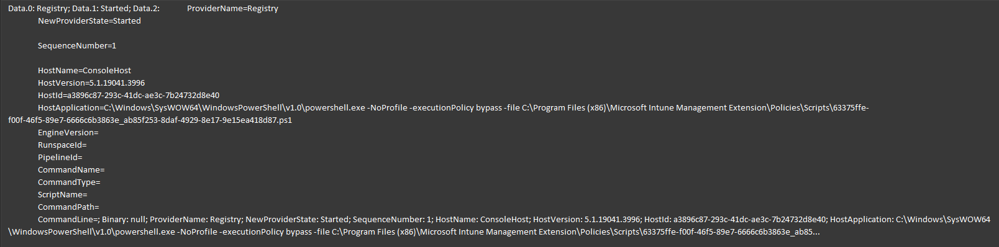 Data.0: Registry; Data.1: Started; Data.2: ProviderName=Registry
NewProviderState=Started
SequenceNumber=1
HostName=ConsoleHost
HostVersion=5.1.19041.3996
HostId=a3896c87-293c-41dc-ae3c-7b24732d8e40
HostApplication=C:\Windows\SysWOW64\WindowsPowerShell\v1.0\powershell.exe -NoProfile -executionPolicy bypass -file C:\Program Files (x86)\Microsoft Intune Management Extension\Policies\Scripts\63375ffe-
f00f-46f5-89e7-6666c6b3863e_ab85f253-8daf-4929-8e17-9e15ea418d87.ps1
EngineVersion=
RunspaceId=
PipelineId=
CommandName=
CommandType=
ScriptName=
CommandPath=
CommandLine=; Binary: null; ProviderName: Registry; NewProviderState: Started; SequenceNumber: 1; HostName: ConsoleHost; HostVersion: 5.1.19041.3996; HostId: a3896c87-293c-41dc-ae3c-7b24732d8e40; HostApplication: C:\Windows\SysWOW64
\WindowsPowerShell\v1.0\powershell.exe -NoProfile -executionPolicy bypass -file C:\Program Files (x86)\Microsoft Intune Management Extension\Policies\Scripts\63375ffe-f00f-46f5-89e7-6666c6b3863e_ab85...